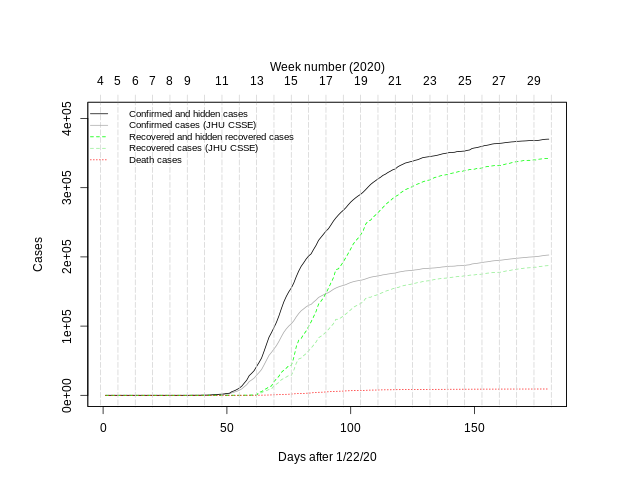 Week number (2020)
4 5 6 7 8 9 11 13 15 17 19 21 23 25 27 29
Confirmed and hidden cases
Confirmed cases (JHU CSSE)
Recovered and hidden recovered cases
Recovered cases (JHU CSSE)
Death cases
4e+05
3e+05
2e+05
1e+05
0e+00
Cases
0 50 100 150
Days after 1/22/20